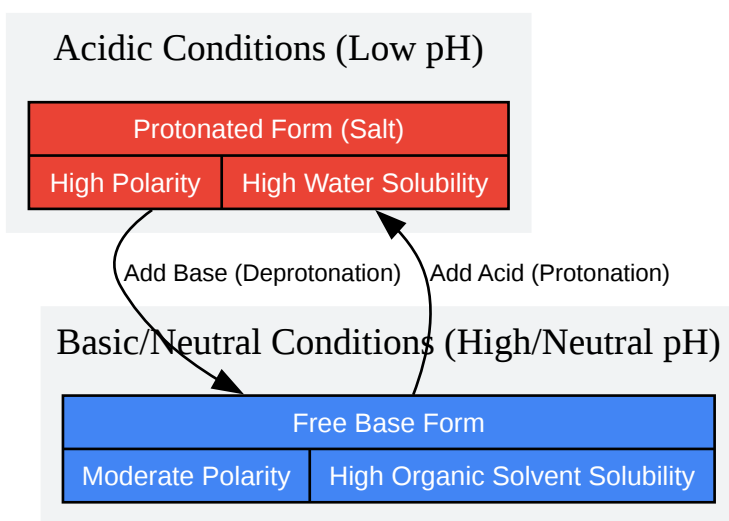 Acidic Conditions (Low pH)
Protonated Form (Salt)
High Polarity
High Water Solubility
Add Base (Deprotonation)
Add Acid (Protonation)
Basic/Neutral Conditions (High/Neutral pH)
Free Base Form
Moderate Polarity
High Organic Solvent Solubility